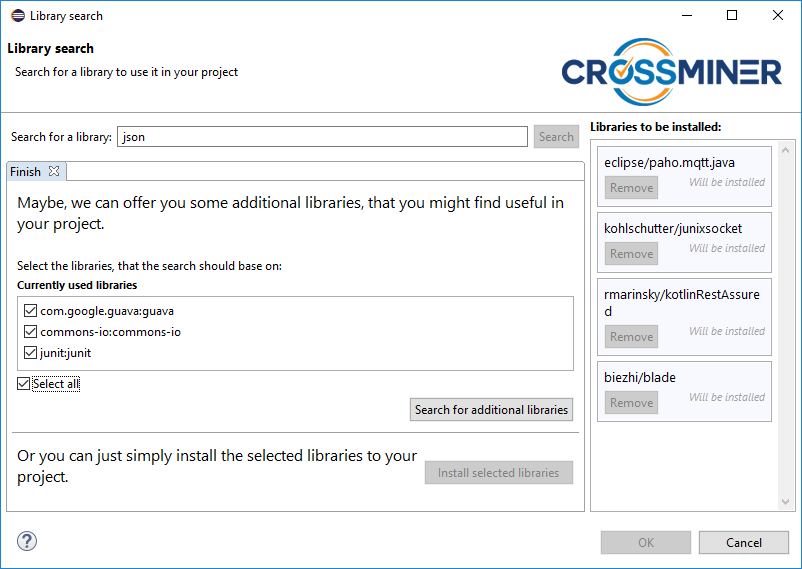 Library search
Library search
Search for a library to use it in your project
CROSSMINER
Search for a library:
json
Search
Finish
Maybe, we can offer you some additional libraries, that you might find useful in
your project.
Select the libraries, that the search should base on:
Currently used libraries
com.google.guava:guava
commons-io:commons-io
junit:junit
Select all
Search for additional libraries
Or you can just simply install the selected libraries to your
project.
Install selected libraries
Libraries to be installed:
eclipse/paho.mqtt.java
Remove
Will be installed
kohlschutter/junixsocket
Remove
Will be installed
rmarinsky/kotlinRestAssure
d
Remove
Will be installed
biezhi/blade
Remove
Will be installed
?
OK
Cancel